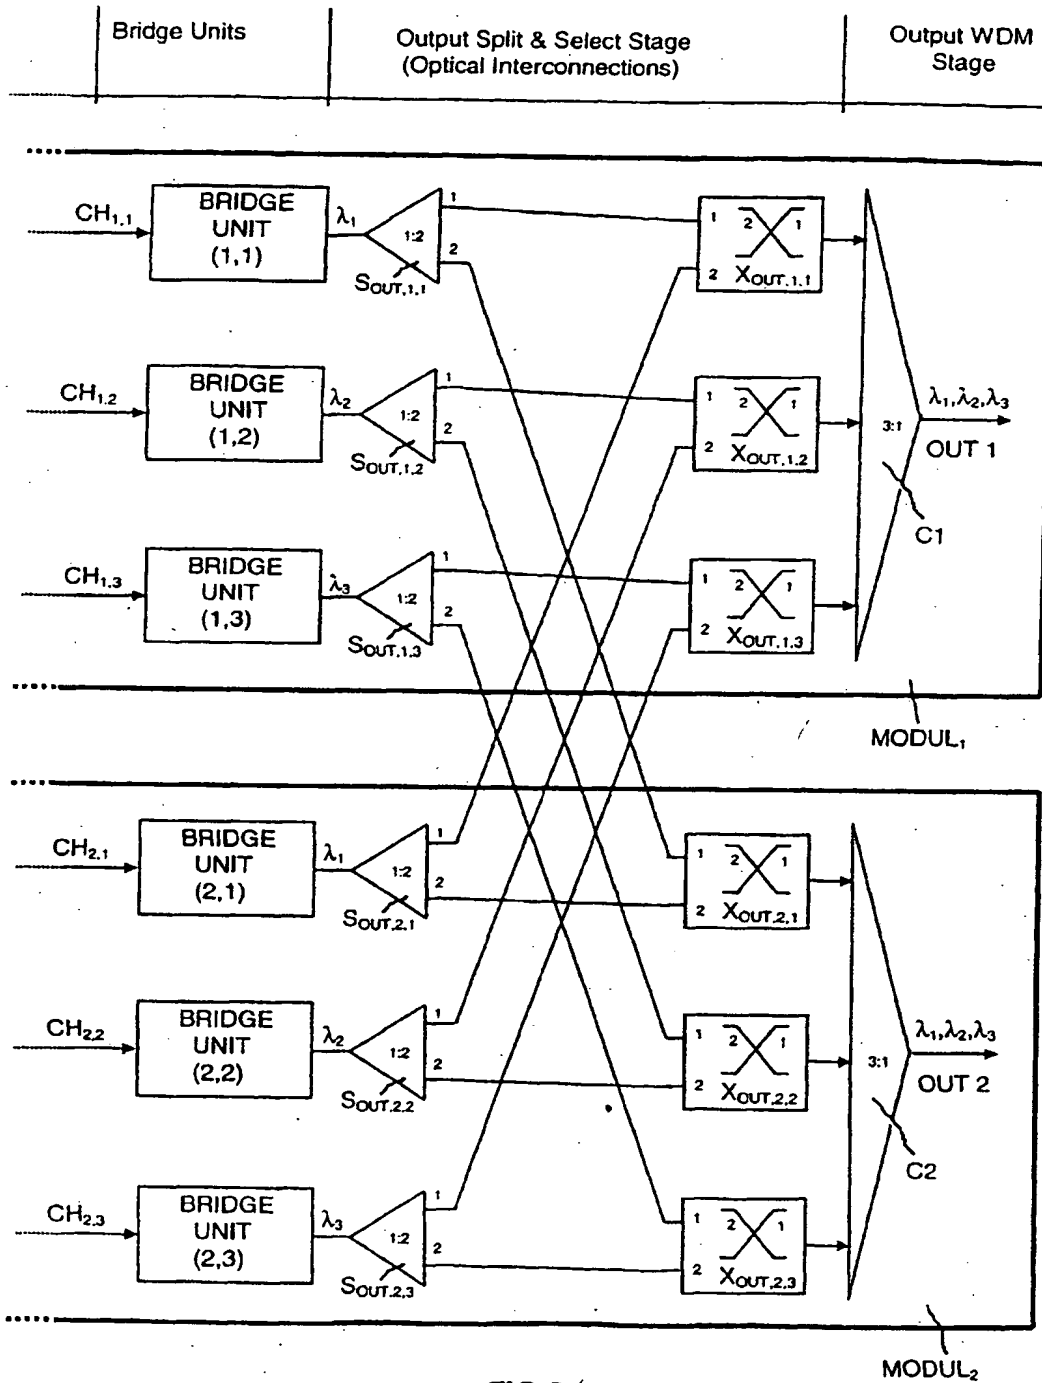 Bridge Units
Output Split & Select Stage
(Optical Interconnections)
Output WDM
Stage
CH1,1
BRIDGE
UNIT
(1,1)
λ1
1:2
1
2
SOUT,1,1
1
2
2
1
XOUT,1,1
CH1,2
BRIDGE
UNIT
(1,2)
λ2
1:2
1
2
SOUT,1,2
1
2
2
1
XOUT,1,2
3:1
λ1,λ2,λ3
OUT 1
C1
CH1,3
BRIDGE
UNIT
(1,3)
λ3
1:2
1
2
SOUT,1,3
1
2
2
1
XOUT,1,3
MODUL1
CH2,1
BRIDGE
UNIT
(2,1)
λ1
1:2
1
2
SOUT,2,1
1
2
2
1
XOUT,2,1
CH2,2
BRIDGE
UNIT
(2,2)
λ2
1:2
1
2
SOUT,2,2
1
2
2
1
XOUT,2,2
3:1
λ1,λ2,λ3
OUT 2
C2
CH2,3
BRIDGE
UNIT
(2,3)
λ3
1:2
1
2
SOUT,2,3
1
2
2
1
XOUT,2,3
MODUL2